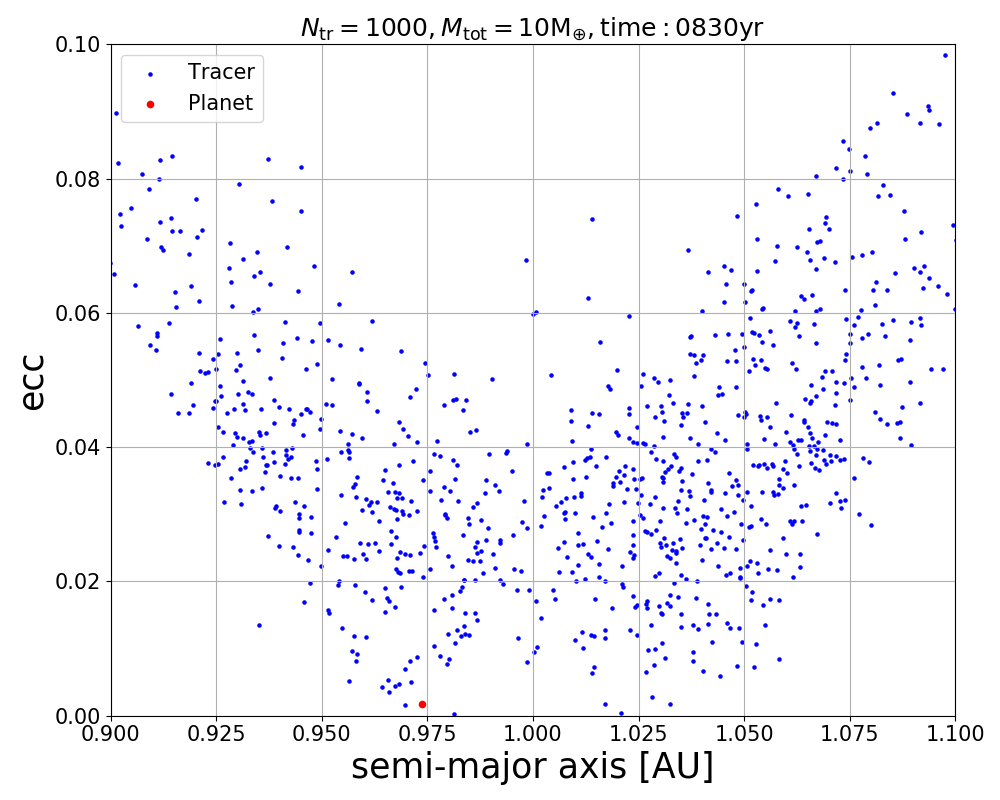 N_tr = 1000, M_tot = 10M_⊕, time : 0830yr
0.10
Tracer
Planet
0.08
0.06
ecc
0.04
0.02
0.00
0.900 0.925 0.950 0.975 1.000 1.025 1.050 1.075 1.100
semi-major axis [AU]